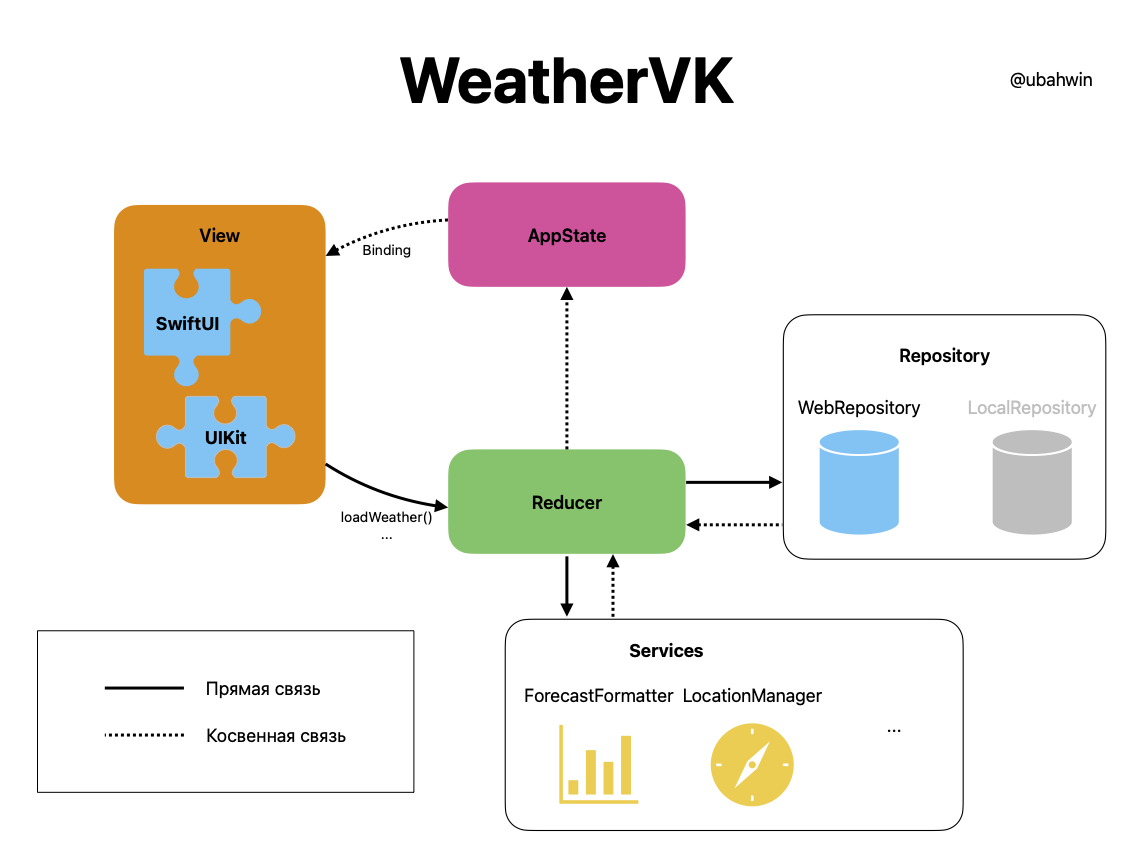 WeatherVK
@ubahwin
View
AppState
Binding
SwiftUI
UIKit
Repository
WebRepository
LocalRepository
Reducer
loadWeather()
...
Services
ForecastFormatter
LocationManager
...
Прямая связь
Косвенная связь